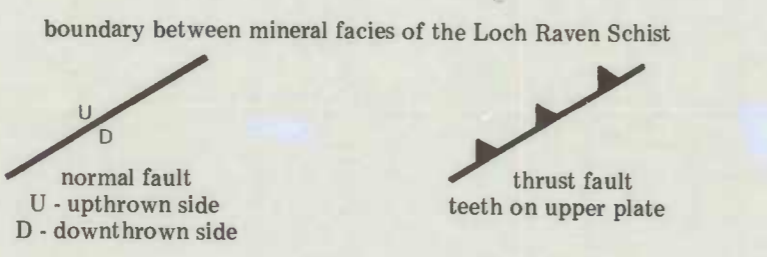 boundary between mineral facies of the Loch Raven Schist
U
D
normal fault
U - upthrown side
D - downthrown side
thrust fault
teeth on upper plate